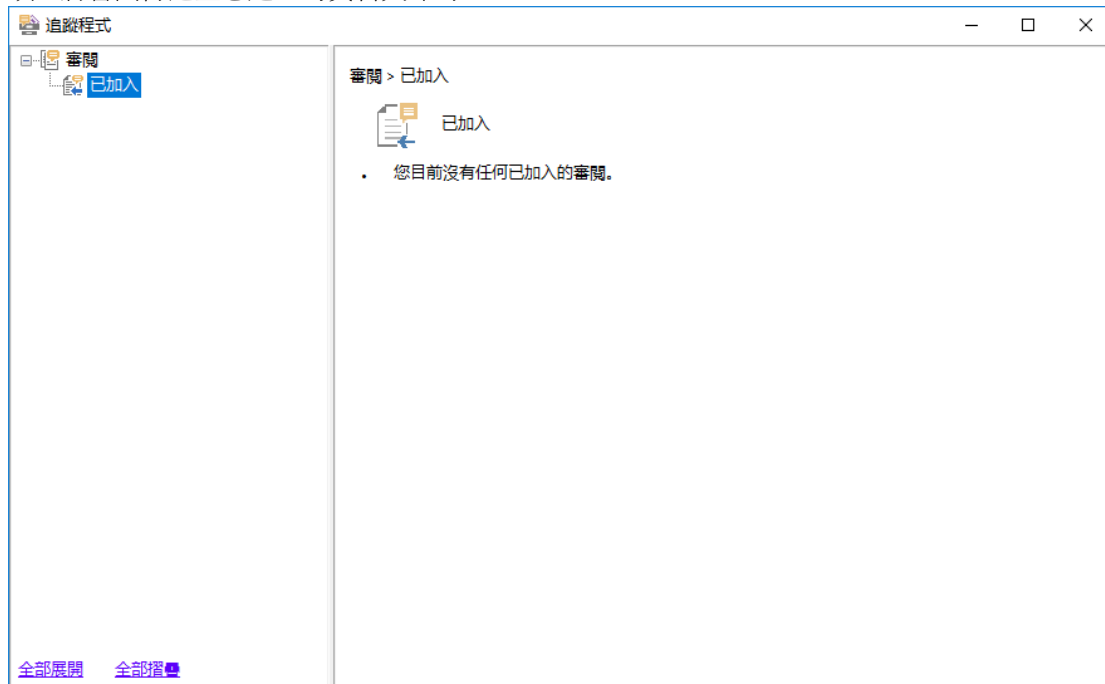 追蹤程式
審閱
已加入
審閱 > 已加入
已加入
• 您目前沒有任何已加入的審閱。
全部展開 全部摺